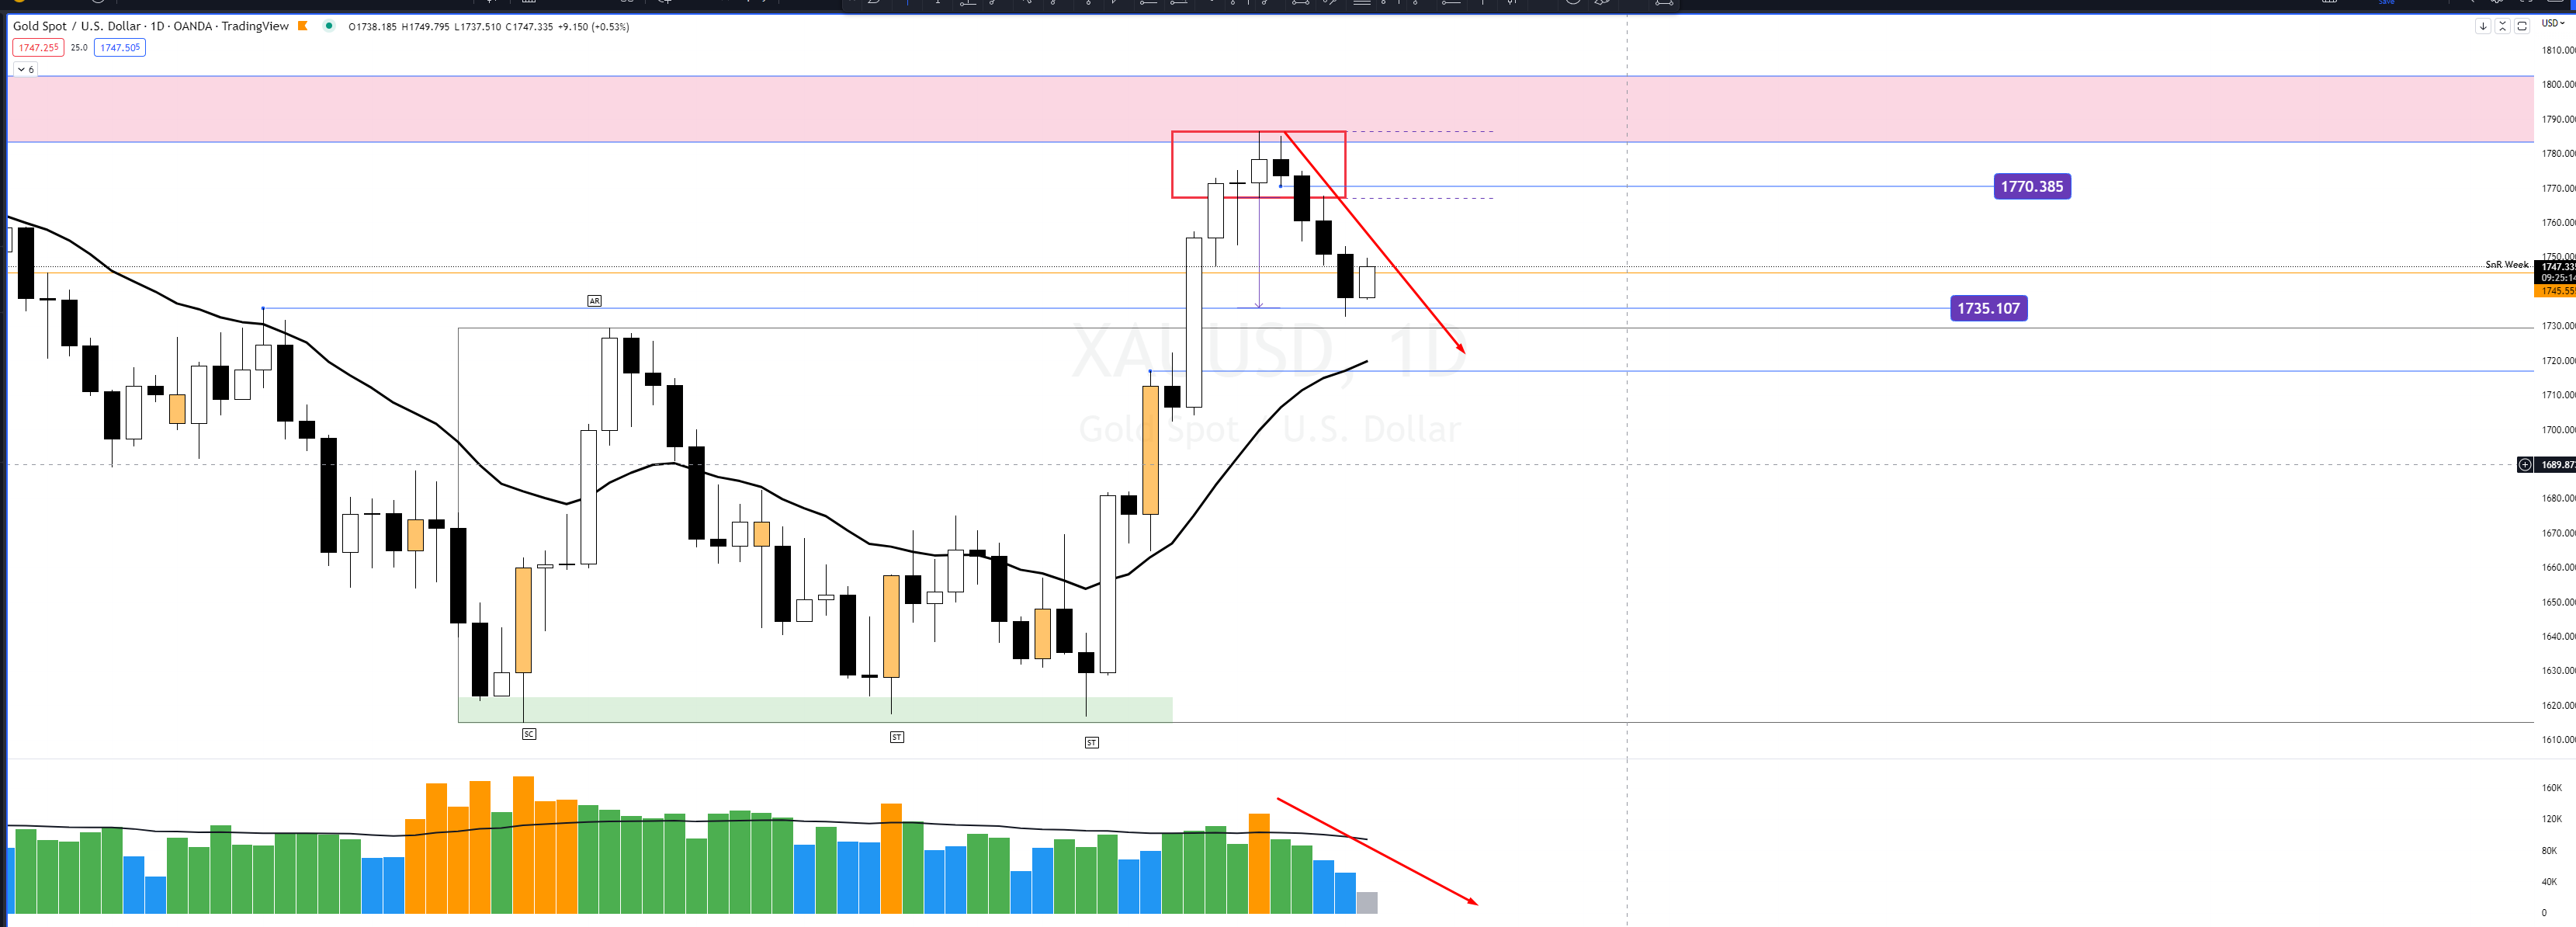 Save
Gold Spot / U.S. Dollar · 1D · OANDA · TradingView
O1738.185 H1749.795 L1737.510 C1747.335 +9.150 (+0.53%)
USD
1747.255 25.0 1747.505
6
1810.00
1800.00
1790.00
1780.00
1770.385
1770.00
1760.00
1750.00
SnR Week
1747.335
09:25:14
1745.55
AR
1735.107
1730.00
XAUUSD, 1D
1720.00
1710.00
Gold Spot / U.S. Dollar
1700.00
1689.87
1680.00
1670.00
1660.00
1650.00
1640.00
1630.00
1620.00
SC
ST
ST
1610.00
160K
120K
80K
40K
0